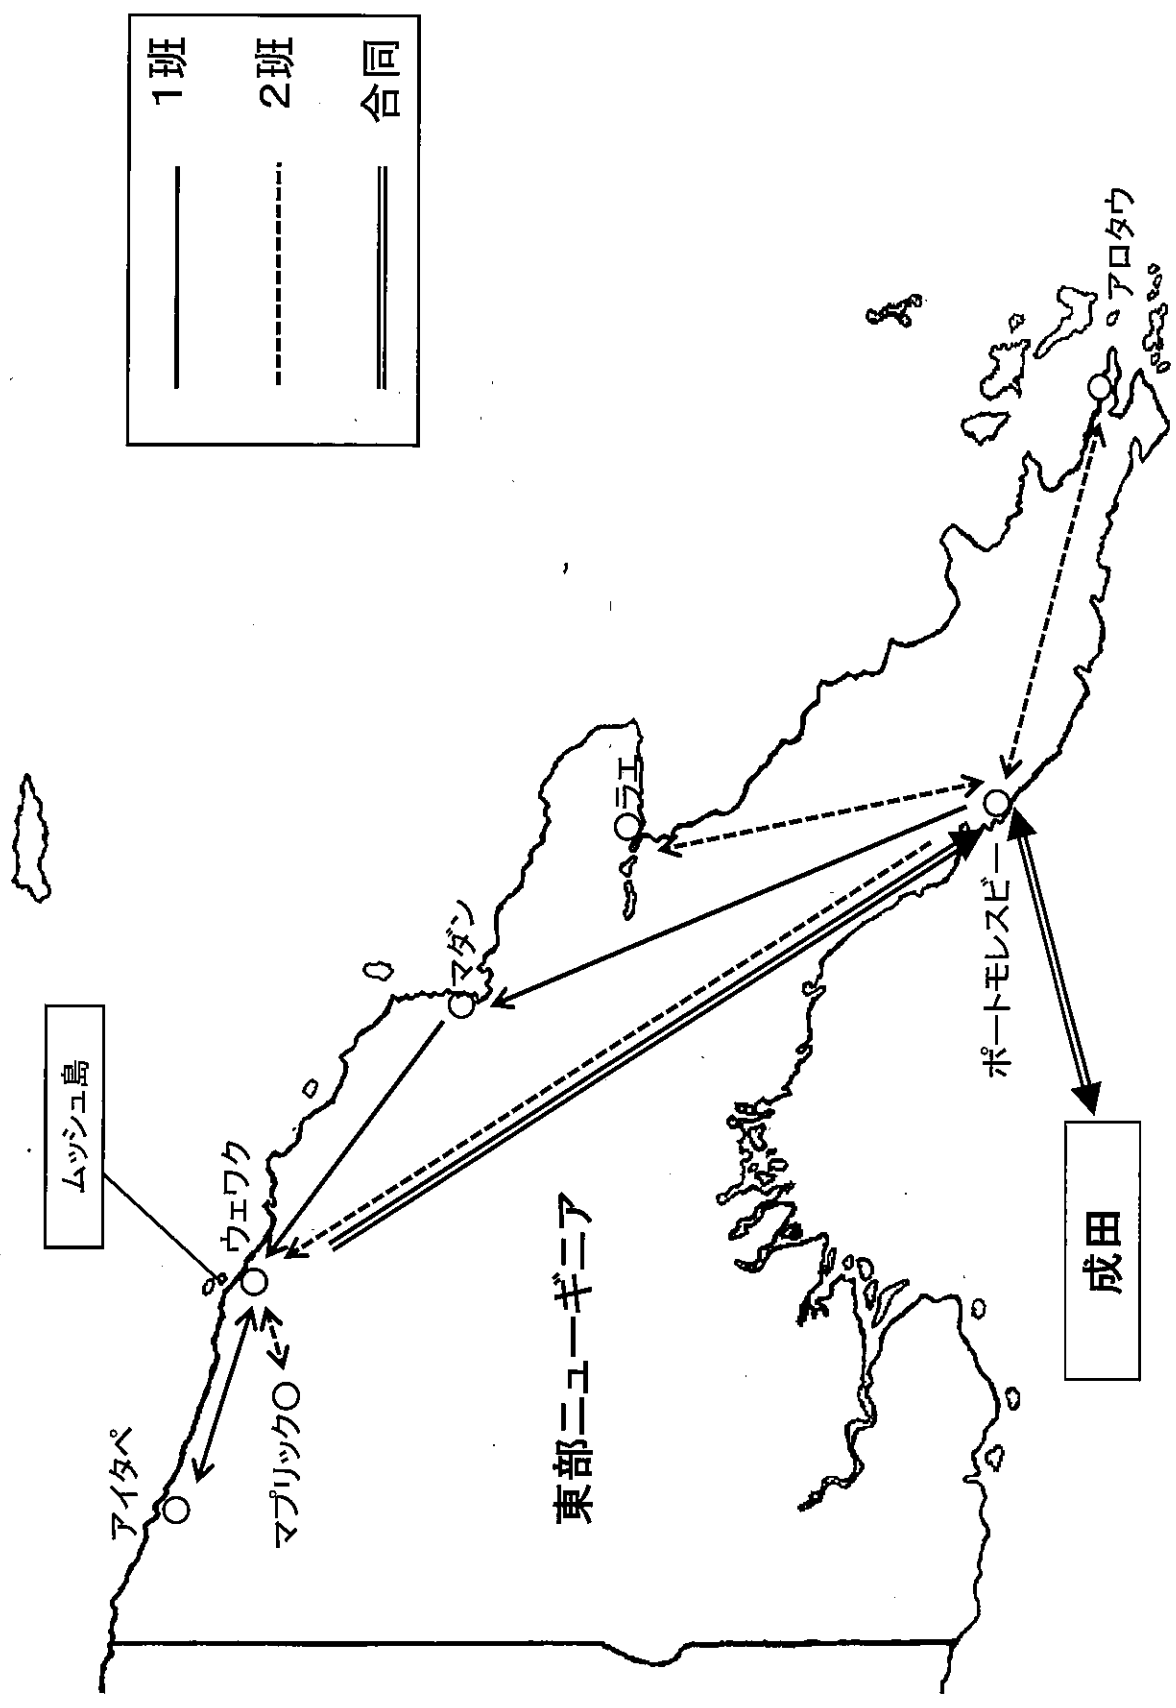 1班
2班
合同
ムッシュ島
アイタペ
ウェワク
マプリック
マダン
ラエ
東部ニューギニア
ポートモレスビー
アロタウ
成田